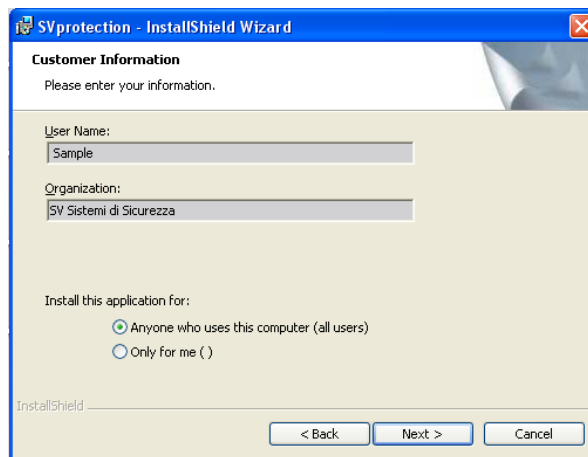 SVprotection - InstallShield Wizard
Customer Information
Please enter your information.
User Name:
Sample
Organization:
SV Sistemi di Sicurezza
Install this application for:
Anyone who uses this computer (all users)
Only for me ( )
InstallShield
< Back
Next >
Cancel